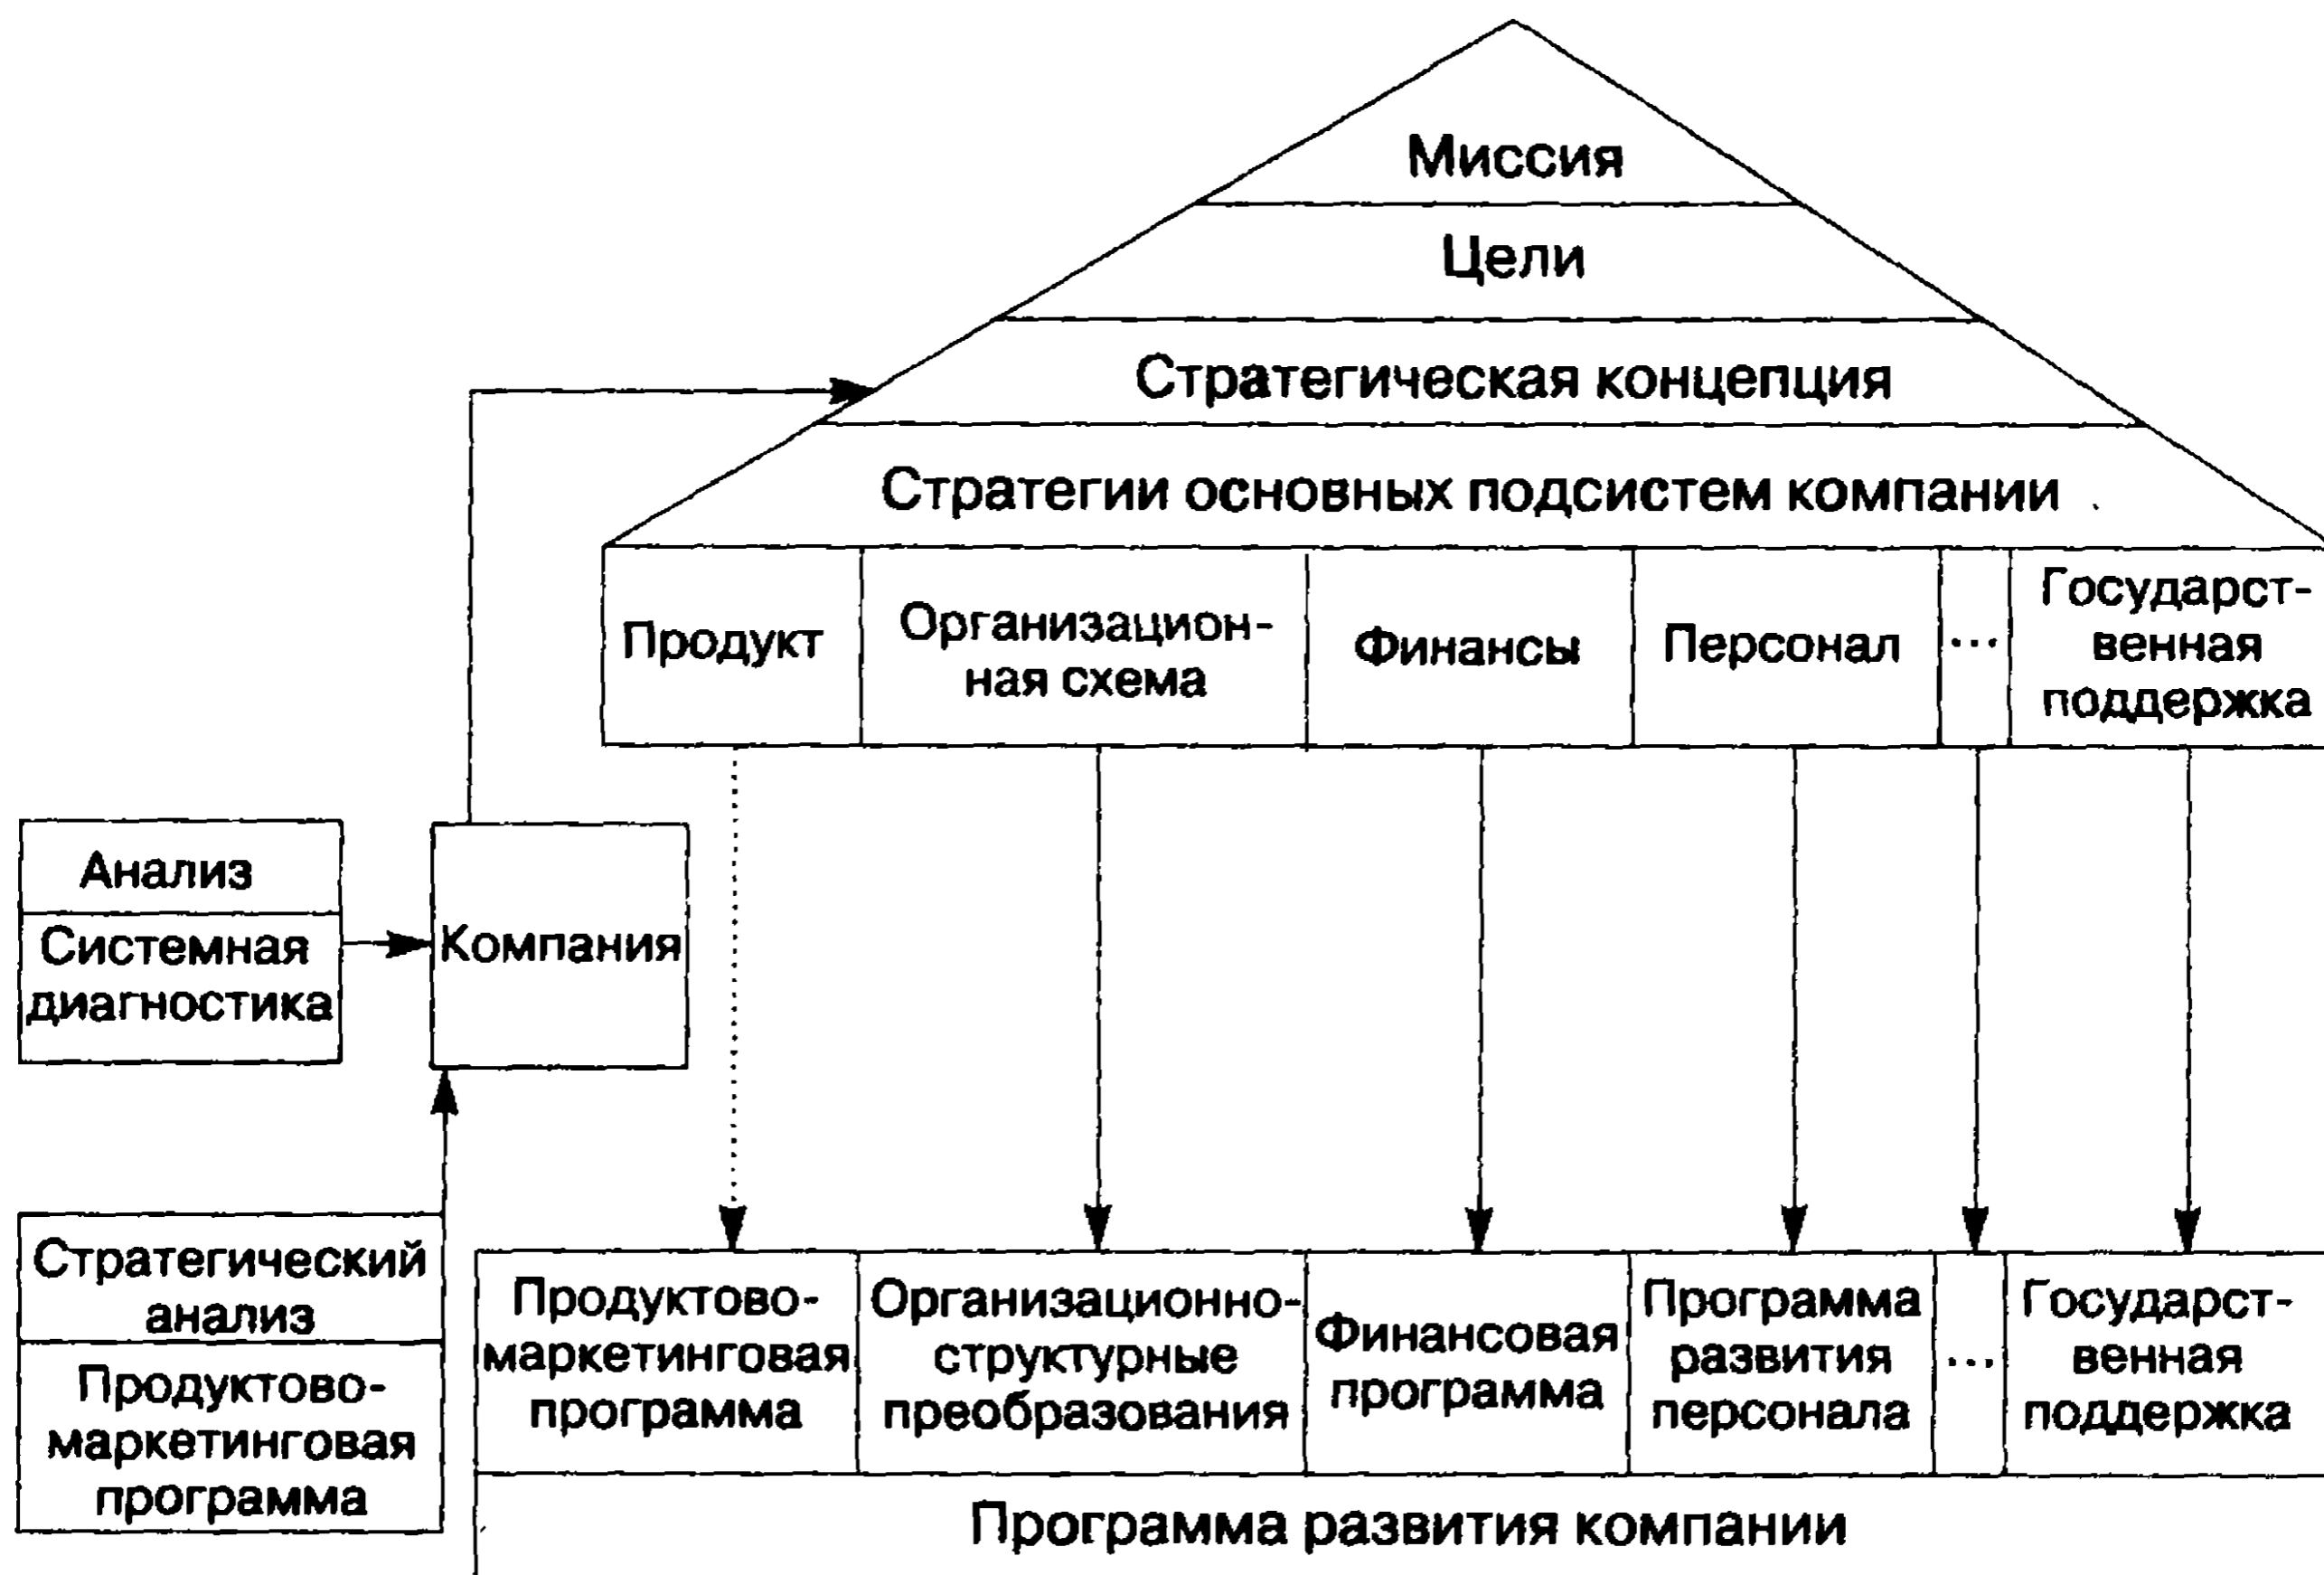 Миссия
Цели
Стратегическая концепция
Стратегии основных подсистем компании
Продукт
Организацион-
ная схема
Финансы
Персонал
...
Государст-
венная
поддержка
Анализ
Системная
диагностика
Компания
Стратегический
анализ
Продуктово-
маркетинговая
программа
Продуктово-
маркетинговая
программа
Организационно-
структурные
преобразования
Финансовая
программа
Программа
развития
персонала
...
Государст-
венная
поддержка
Программа развития компании